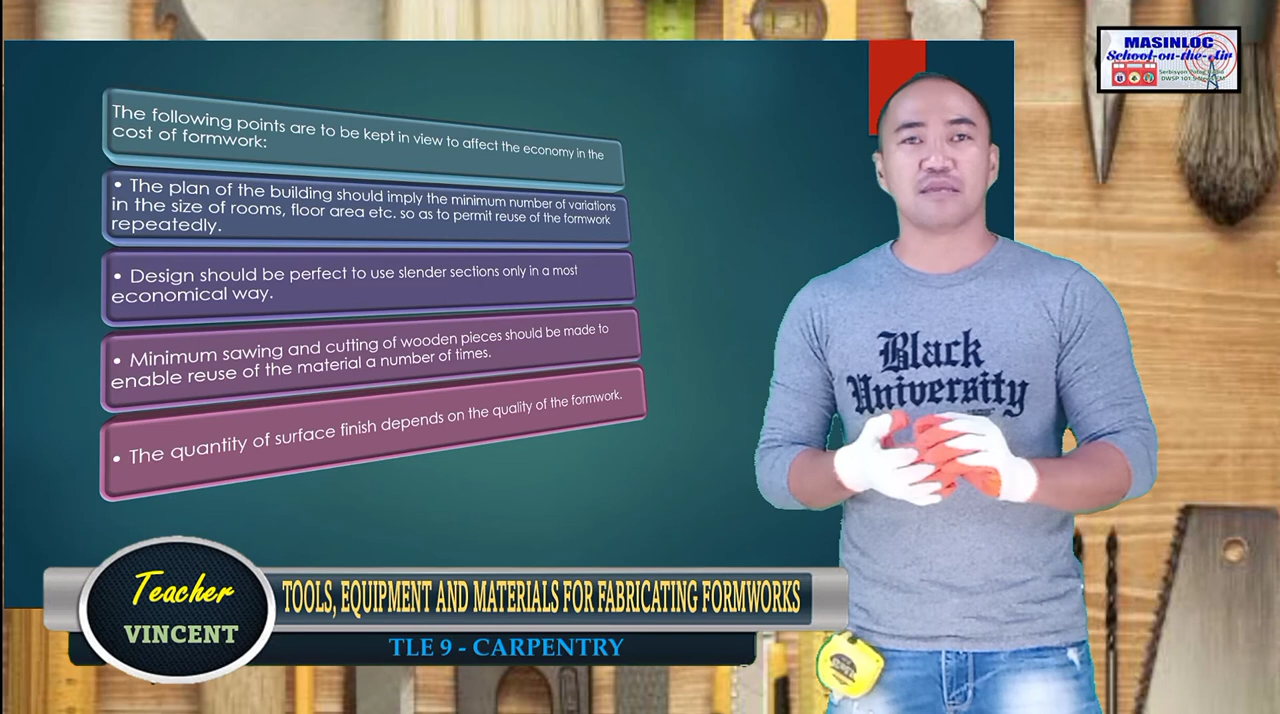 MASINLOC
School-on-the-Air
The following points are to be kept in view to affect the economy in the
cost of formwork:
• The plan of the building should imply the minimum number of variations
in the size of rooms, floor area etc. so as to permit reuse of the formwork
repeatedly.
• Design should be perfect to use slender sections only in a most
economical way.
• Minimum sawing and cutting of wooden pieces should be made to
enable reuse of the material a number of times.
• The quantity of surface finish depends on the quality of the formwork.
Black
University
Teacher
VINCENT
TOOLS, EQUIPMENT AND MATERIALS FOR FABRICATING FORMWORKS
TLE 9 - CARPENTRY